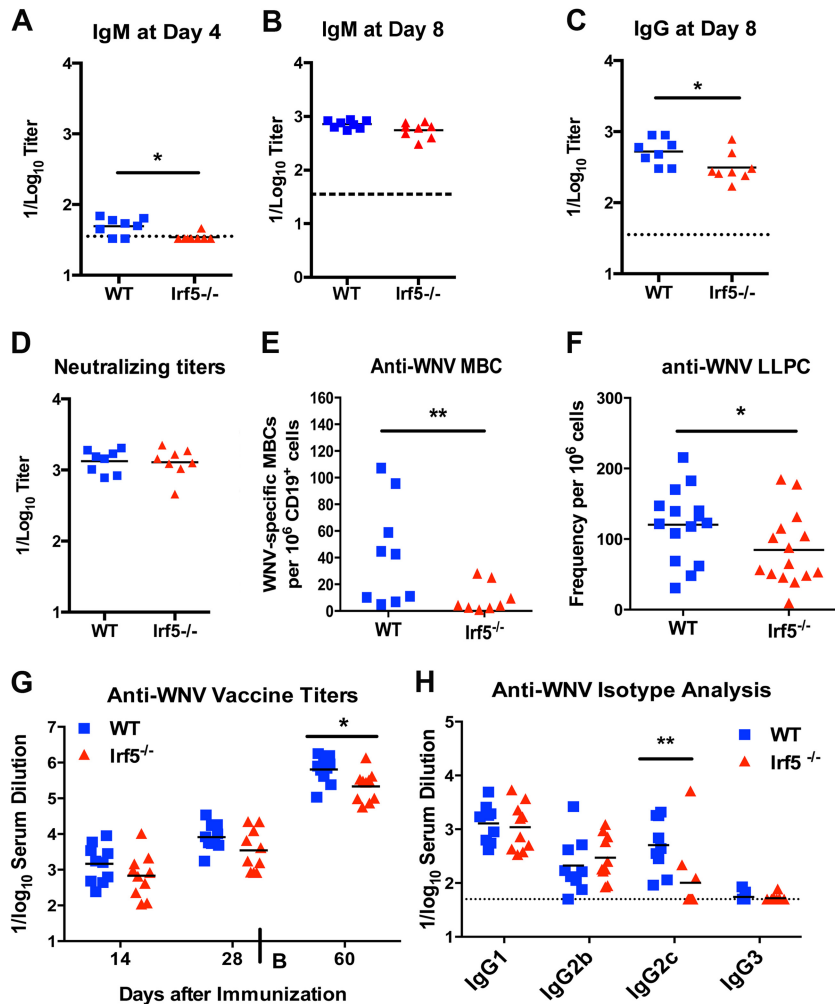 A
IgM at Day 4
4
3
2
1
1/Log10 Titer
*
WT
Irf5-/-
B
IgM at Day 8
4
3
2
1
0
1/Log10 Titer
WT
Irf5-/-
C
IgG at Day 8
4
3
2
1
1/Log10 Titer
*
WT
Irf5-/-
D
Neutralizing titers
4
3
2
1
1/Log10 Titer
WT
Irf5-/-
E
Anti-WNV MBC
160
140
120
100
80
60
40
20
0
WNV-specific MBCs
per 10^6 CD19+ cells
**
WT
Irf5-/-
F
anti-WNV LLPC
300
200
100
0
Frequency per 10^6 cells
*
WT
Irf5-/-
G
Anti-WNV Vaccine Titers
WT
Irf5-/-
7
6
5
4
3
2
1
1/log10 Serum Dilution
*
14
28
B
60
Days after Immunization
H
Anti-WNV Isotype Analysis
WT
Irf5 -/-
5
4
3
2
1
1/log10 Serum Dilution
**
IgG1
IgG2b
IgG2c
IgG3